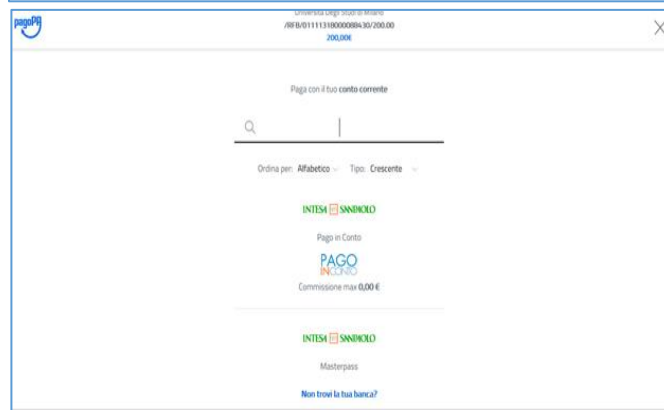 pagoPA
Università Degli Studi di Milano
/RFB/01111318000088430/200.00
200,00€
Paga con il tuo conto corrente
Ordina per: Alfabetico Tipo: Crescente
INTESA SANPAOLO
Pago in Conto
PAGO
INCONTO
Commissione max 0,00 €
INTESA SANPAOLO
Masterpass
Non trovi la tua banca?